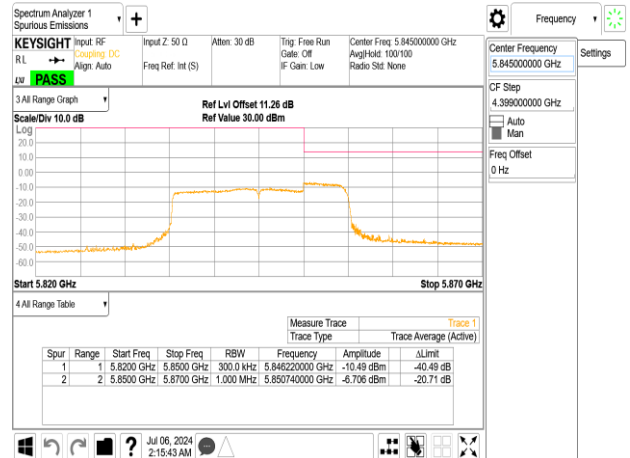 Spectrum Analyzer 1
Spurious Emissions
Frequency
KEYSIGHT
RL
LXI
PASS
Input: RF
Coupling: DC
Align: Auto
Input Z: 50 Ω
Freq Ref: Int (S)
Atten: 30 dB
Trig: Free Run
Gate: Off
IF Gain: Low
Center Freq: 5.845000000 GHz
Avg|Hold: 100/100
Radio Std: None
Center Frequency
5.845000000 GHz
Settings
CF Step
4.399000000 GHz
Auto
Man
Freq Offset
0 Hz
3 All Range Graph
Scale/Div 10.0 dB
Ref Lvl Offset 11.26 dB
Ref Value 30.00 dBm
Log
20.0
10.0
0.00
-10.0
-20.0
-30.0
-40.0
-50.0
-60.0
Start 5.820 GHz
Stop 5.870 GHz
4 All Range Table
Measure Trace Trace 1
Trace Type Trace Average (Active)
Spur Range Start Freq Stop Freq RBW Frequency Amplitude ΔLimit
1 1 5.8200 GHz 5.8500 GHz 300.0 kHz 5.846220000 GHz -10.49 dBm -40.49 dB
2 2 5.8500 GHz 5.8700 GHz 1.000 MHz 5.850740000 GHz -6.706 dBm -20.71 dB
?
Jul 06, 2024
2:15:43 AM